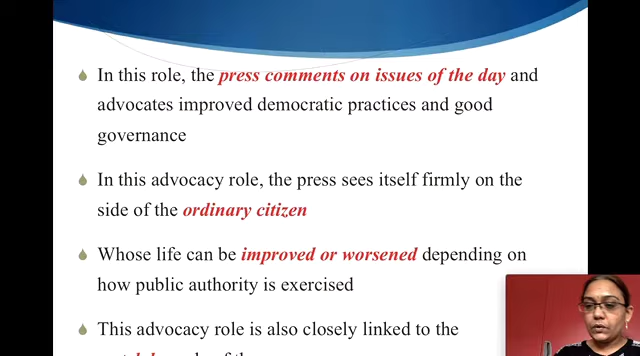 In this role, the press comments on issues of the day and
advocates improved democratic practices and good
governance
In this advocacy role, the press sees itself firmly on the
side of the ordinary citizen
Whose life can be improved or worsened depending on
how public authority is exercised
This advocacy role is also closely linked to the